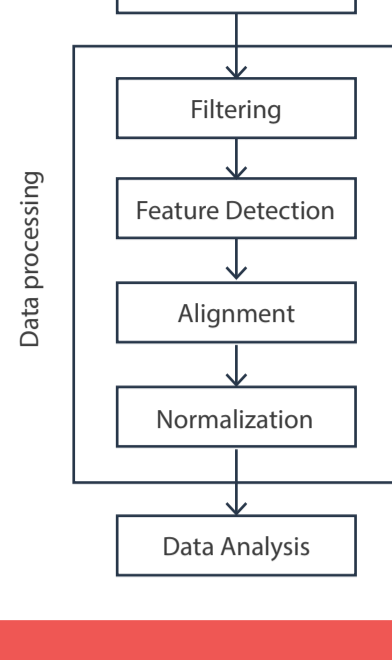 Data processing
Filtering
Feature Detection
Alignment
Normalization
Data Analysis